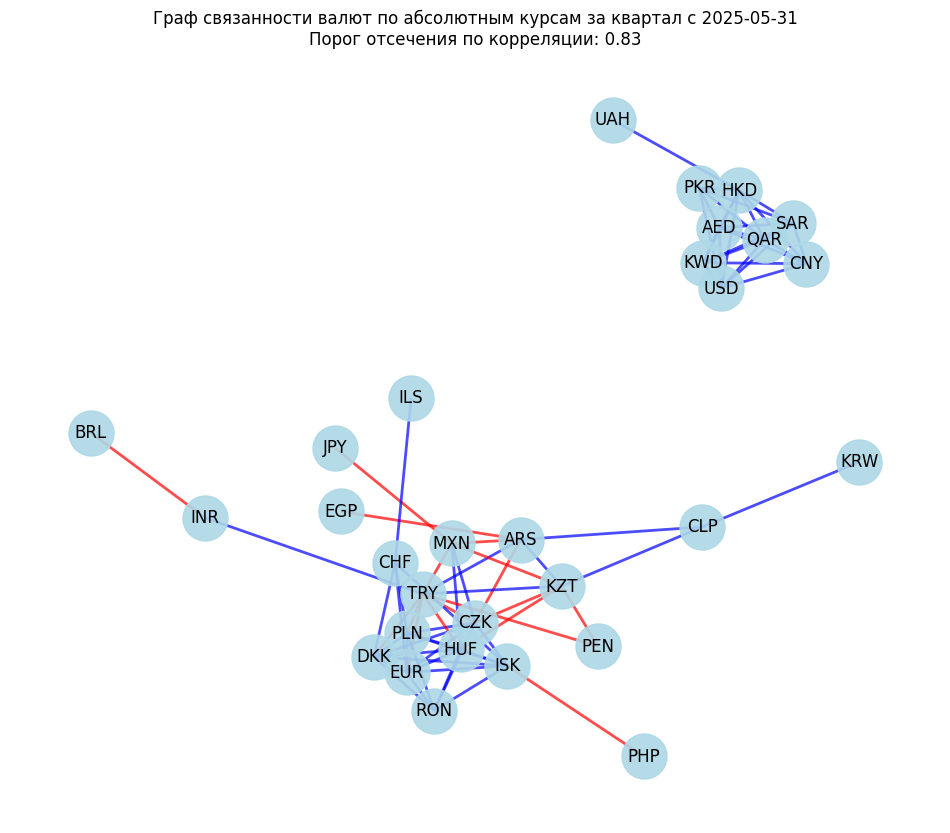 Граф связанности валют по абсолютным курсам за квартал с 2025-05-31
Порог отсечения по корреляции: 0.83
UAH
PKR
HKD
AED
SAR
QAR
KWD
CNY
USD
ILS
BRL
JPY
KRW
EGP
INR
CLP
MXN
ARS
CHF
TRY
KZT
CZK
PLN
HUF
PEN
DKK
EUR
ISK
RON
PHP